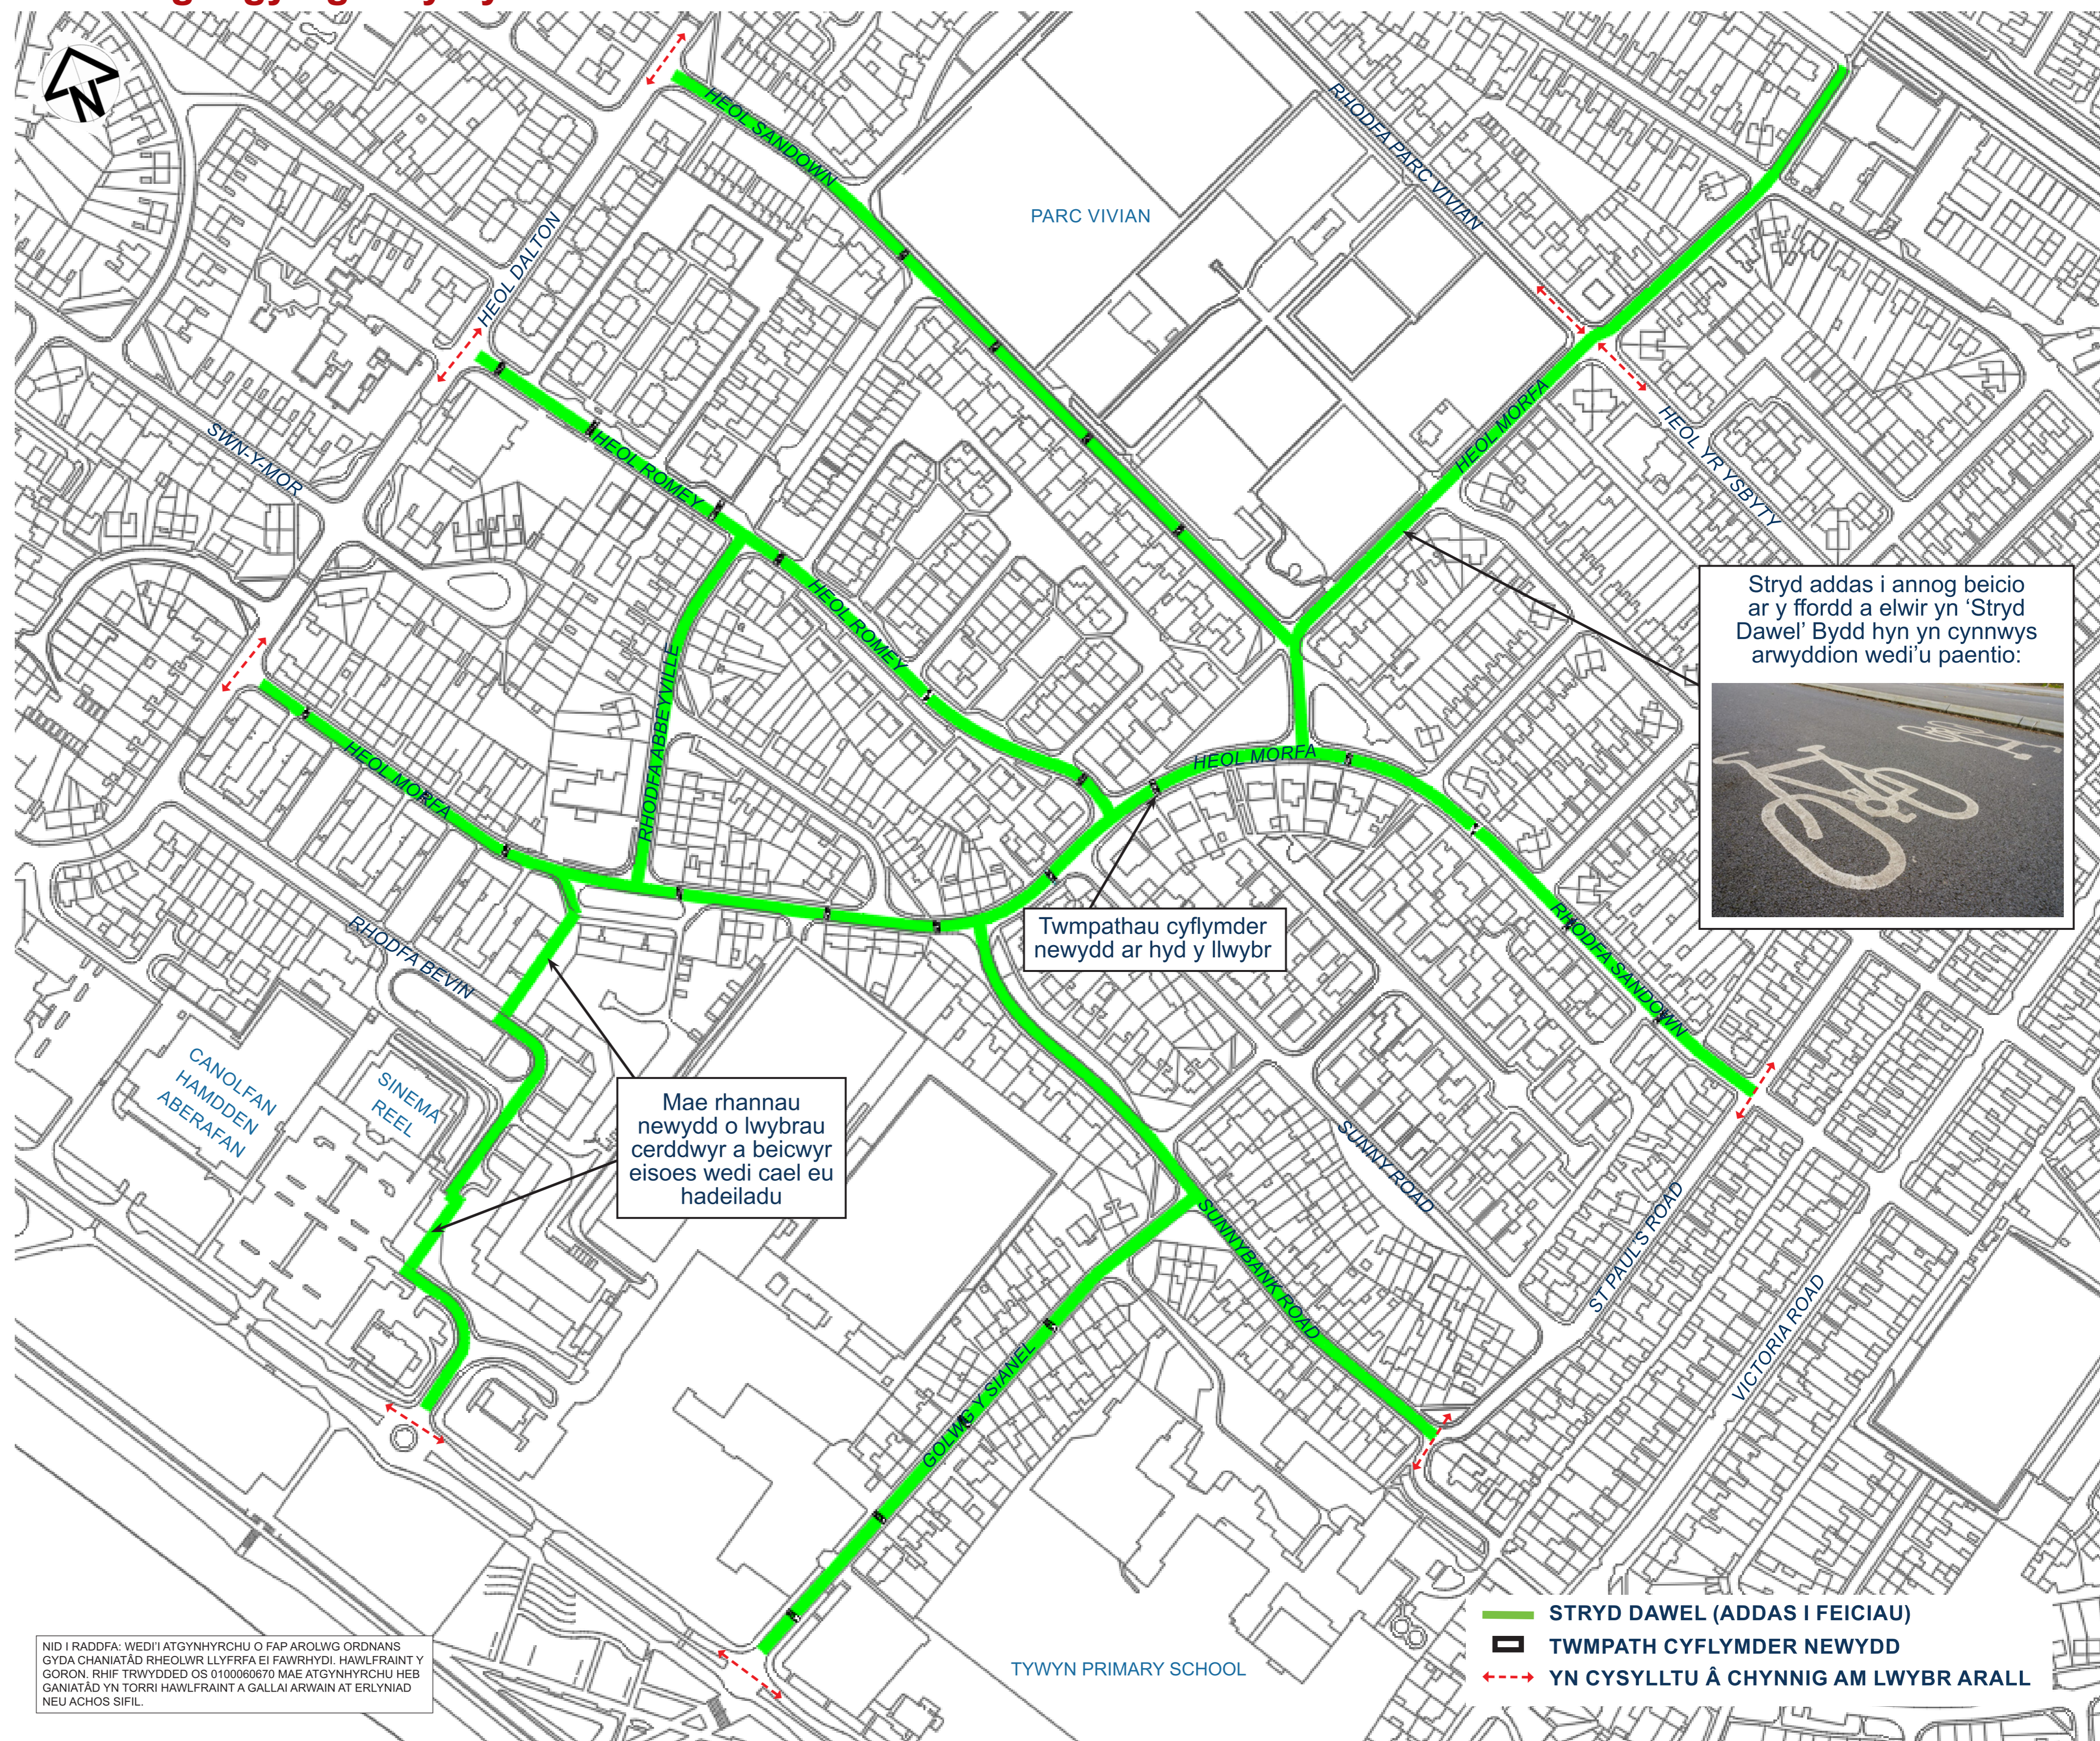 N
HEOL SANDOWN
RHODFA PARC VIVIAN
PARC VIVIAN
HEOL DALTON
HEOL ROMEY
SWN-Y-MOR
HEOL MORFA
HEOL YR YSBYTY
Stryd addas i annog beicio
ar y ffordd a elwir yn ‘Stryd
Dawel’ Bydd hyn yn cynnwys
arwyddion wedi’u paentio:
HEOL ROMEY
RHODFA ABBEYVILLE
HEOL MORFA
HEOL MORFA
RHODFA BEVIN
Twmpathau cyflymder
newydd ar hyd y llwybr
RHODFA SANDOWN
CANOLFAN
HAMDDEN
ABERAFAN
SINEMA
REEL
Mae rhannau
newydd o lwybrau
cerddwyr a beicwyr
eisoes wedi cael eu
hadeiladu
SUNNY ROAD
SUNNYBANK ROAD
ST PAUL'S ROAD
VICTORIA ROAD
GOLWG Y SIANEL
TYWYN PRIMARY SCHOOL
STRYD DAWEL (ADDAS I FEICIAU)
TWMPATH CYFLYMDER NEWYDD
YN CYSYLLTU Â CHYNNIG AM LWYBR ARALL
NID I RADDFA: WEDI'I ATGYNHYRCHU O FAP AROLWG ORDNANS
GYDA CHANIATÂD RHEOLWR LLYFRFA EI FAWRHYDI. HAWLFRAINT Y
GORON. RHIF TRWYDDED OS 0100060670 MAE ATGYNHYRCHU HEB
GANIATÂD YN TORRI HAWLFRAINT A GALLAI ARWAIN AT ERLYNIAD
NEU ACHOS SIFIL.